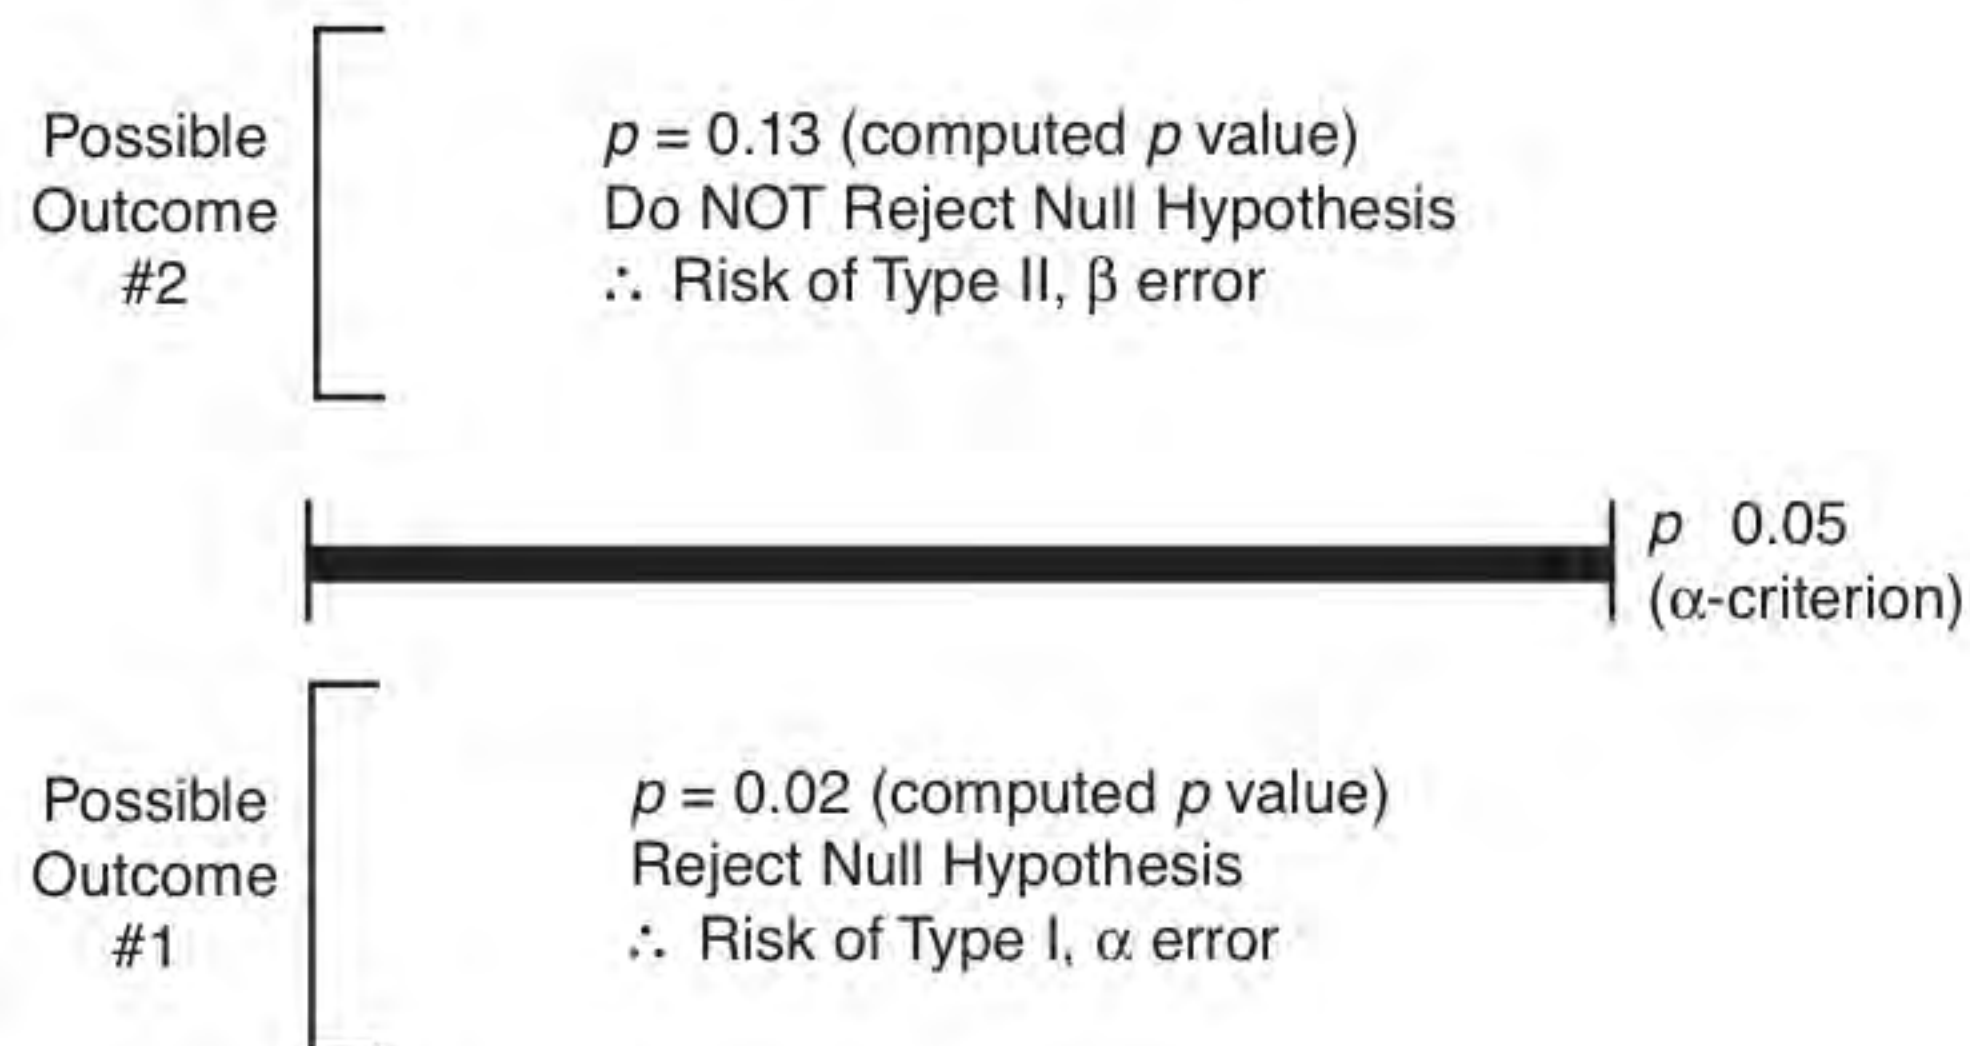 Possible
Outcome
#2
p = 0.13 (computed p value)
Do NOT Reject Null Hypothesis
∴ Risk of Type II, β error
p 0.05
(α-criterion)
Possible
Outcome
#1
p = 0.02 (computed p value)
Reject Null Hypothesis
∴ Risk of Type I, α error